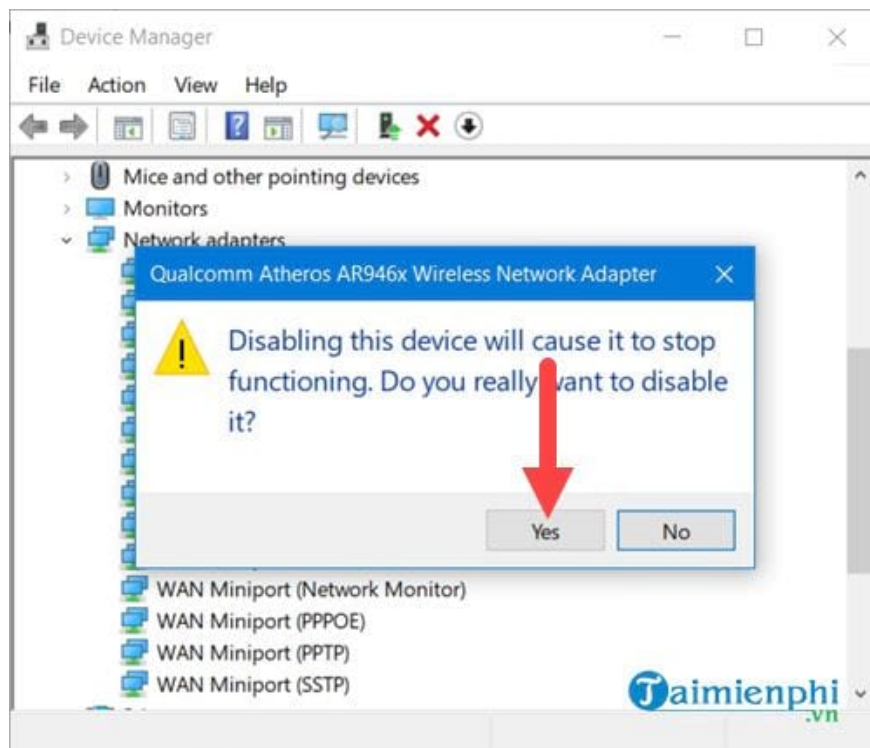 Device Manager
File Action View Help
Mice and other pointing devices
Monitors
Network adapters
Qualcomm Atheros AR946x Wireless Network Adapter
Disabling this device will cause it to stop
functioning. Do you really want to disable
it?
Yes No
WAN Miniport (Network Monitor)
WAN Miniport (PPPOE)
WAN Miniport (PPTP)
WAN Miniport (SSTP)
Taimienphi
.vn